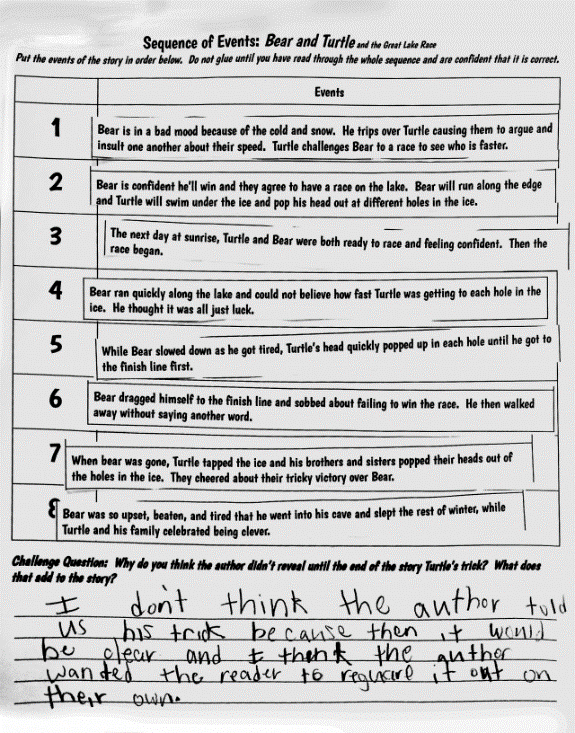 Sequence of Events: Bear and Turtle and the Great Lake Race
Put the events of the story in order below. Do not glue until you have read through the whole sequence and are confident that it is correct.
Events
1
Bear is in a bad mood because of the cold and snow. He trips over Turtle causing them to argue and
insult one another about their speed. Turtle challenges Bear to a race to see who is faster.
2
Bear is confident he'll win and they agree to have a race on the lake. Bear will run along the edge
and Turtle will swim under the ice and pop his head out at different holes in the ice.
3
The next day at sunrise, Turtle and Bear were both ready to race and feeling confident. Then the
race began.
4
Bear ran quickly along the lake and could not believe how fast Turtle was getting to each hole in the
ice. He thought it was all just luck.
5
While Bear slowed down as he got tired, Turtle's head quickly popped up in each hole until he got to
the finish line first.
6
Bear dragged himself to the finish line and sobbed about failing to win the race. He then walked
away without saying another word.
7
When bear was gone, Turtle tapped the ice and his brothers and sisters popped their heads out of
the holes in the ice. They cheered about their tricky victory over Bear.
8
Bear was so upset, beaten, and tired that he went into his cave and slept the rest of winter, while
Turtle and his family celebrated being clever.
Challenge Question: Why do you think the author didn't reveal until the end of the story Turtle's trick? What does
that add to the story?
I don't think the author told
us his trick because then it would
be clear and I thenk the author
wanted the reader to reguare it out on
their own.